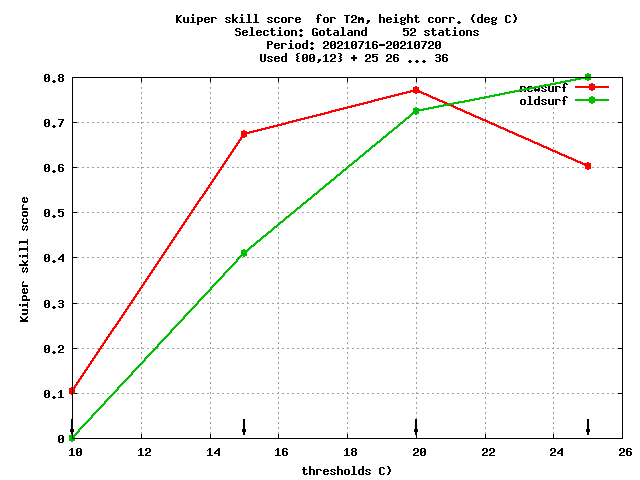 Kuiper skill score  for T2m, height corr. (deg C)
Selection: Gotaland     52 stations
Period: 20210716-20210720
Used {00,12} + 25 26 ... 36
0.8
0.7
0.6
0.5
0.4
0.3
0.2
0.1
0
Kuiper skill score
newsurf
oldsurf
10 12 14 16 18 20 22 24 26
thresholds C)